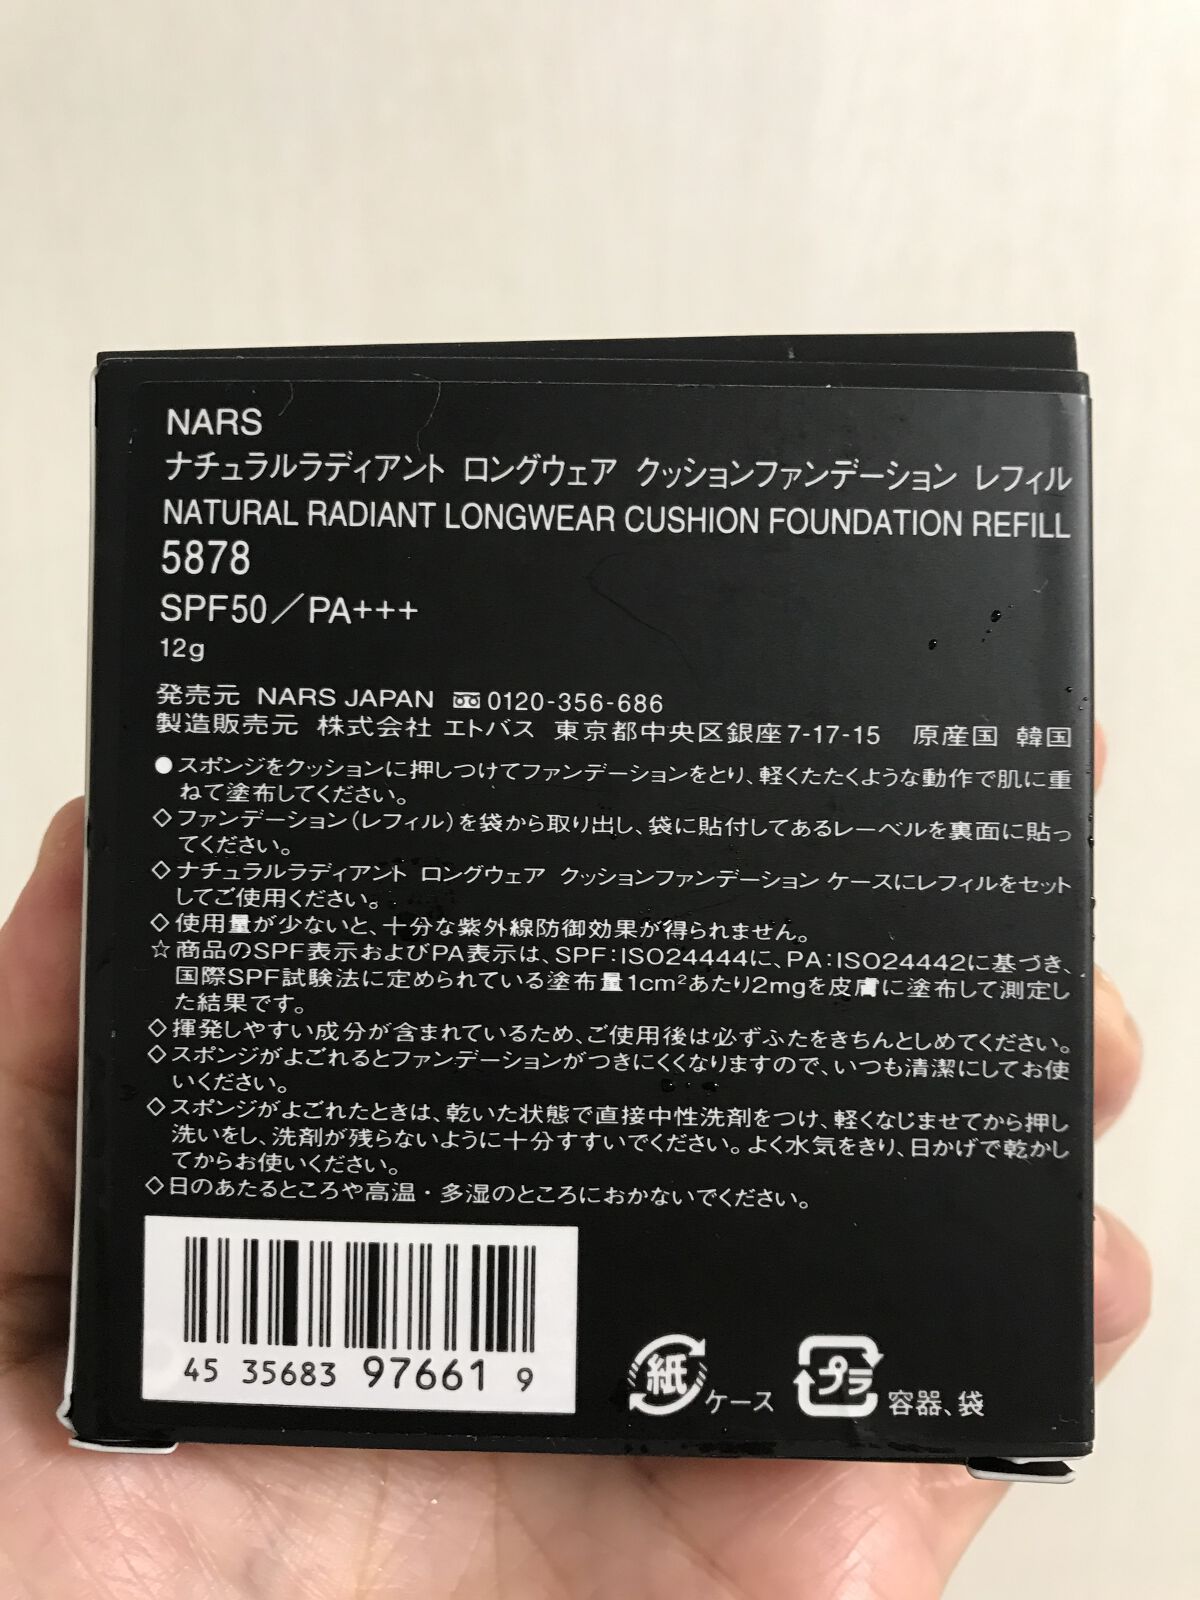 NARS
ナチュラルラディアント ロングウェア クッションファンデーション レフィル
NATURAL RADIANT LONGWEAR CUSHION FOUNDATION REFILL
5878
SPF50／PA+++
12g
発売元 NARS JAPAN 0120-356-686
製造販売元 株式会社 エトバス 東京都中央区銀座7-17-15 原産国 韓国
●スポンジをクッションに押しつけてファンデーションをとり、軽くたたくような動作で肌に重
ねて塗布してください。
◇ファンデーション（レフィル）を袋から取り出し、袋に貼付してあるレーベルを裏面に貼っ
てください。
◇ナチュラルラディアント ロングウェア クッションファンデーション ケースにレフィルをセット
してご使用ください。
◇使用量が少ないと、十分な紫外線防御効果が得られません。
☆商品のSPF表示およびPA表示は、SPF：ISO24444に、PA：ISO24442に基づき、
国際SPF試験法に定められている塗布量1cm²あたり2mgを皮膚に塗布して測定し
た結果です。
◇揮発しやすい成分が含まれているため、ご使用後は必ずふたをきちんとしめてください。
◇スポンジがよごれるとファンデーションがつきにくくなりますので、いつも清潔にしてお使
いください。
◇スポンジがよごれたときは、乾いた状態で直接中性洗剤をつけ、軽くなじませてから押し
洗いをし、洗剤が残らないように十分すすいでください。よく水気をきり、日かげで乾かし
てからお使いください。
◇日のあたるところや高温・多湿のところにおかないでください。
45 35683 97661 9
紙 ケース プラ 容器、袋